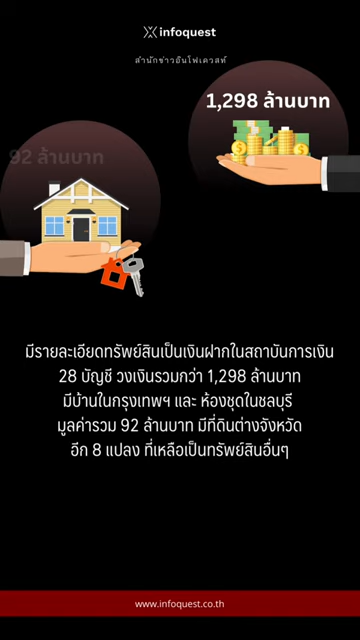 infoquest
สำนักข่าวอินโฟเควสท์
1,298 ล้านบาท
92 ล้านบาท
มีรายละเอียดทรัพย์สินเป็นเงินฝากในสถาบันการเงิน
28 บัญชี วงเงินรวมกว่า 1,298 ล้านบาท
มีบ้านในกรุงเทพฯ และ ห้องชุดในชลบุรี
มูลค่ารวม 92 ล้านบาท มีที่ดินต่างจังหวัด
อีก 8 แปลง ที่เหลือเป็นทรัพย์สินอื่นๆ
www.infoquest.co.th